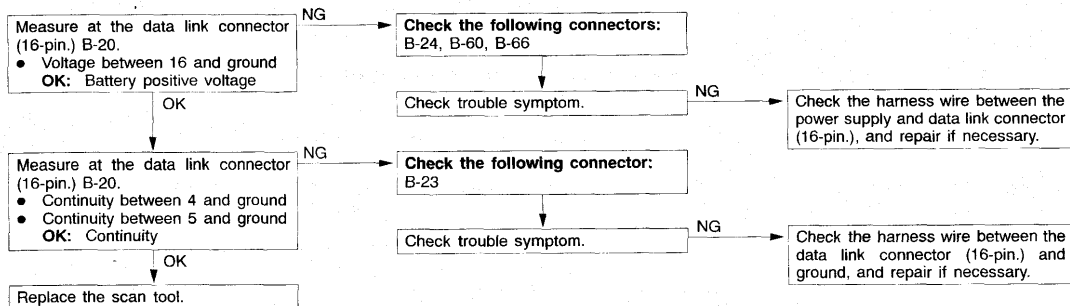 Measure at the data link connector
(16-pin.) B-20.
● Voltage between 16 and ground
OK: Battery positive voltage
NG
Check the following connectors:
B-24, B-60, B-66
OK
Check trouble symptom.
NG
Check the harness wire between the
power supply and data link connector
(16-pin.), and repair if necessary.
Measure at the data link connector
(16-pin.) B-20.
● Continuity between 4 and ground
● Continuity between 5 and ground
OK: Continuity
NG
Check the following connector:
B-23
OK
Check trouble symptom.
NG
Check the harness wire between the
data link connector (16-pin.) and
ground, and repair if necessary.
Replace the scan tool.